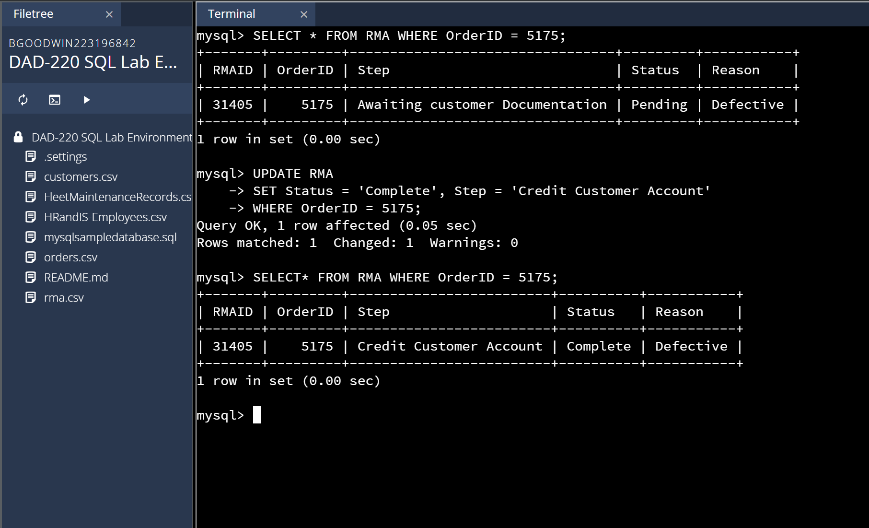 Filetree ×
BGOODWIN223196842
DAD-220 SQL Lab E...
DAD-220 SQL Lab Environment
.settings
customers.csv
FleetMaintenanceRecords.cs
HRandIS Employees.csv
mysqlsampledatabase.sql
orders.csv
README.md
rma.csv
Terminal ×
mysql> SELECT * FROM RMA WHERE OrderID = 5175;
+-------+---------+---------------------------------+---------+-----------+
| RMAID | OrderID | Step | Status | Reason |
+-------+---------+---------------------------------+---------+-----------+
| 31405 | 5175 | Awaiting customer Documentation | Pending | Defective |
+-------+---------+---------------------------------+---------+-----------+
1 row in set (0.00 sec)
mysql> UPDATE RMA
-> SET Status = 'Complete', Step = 'Credit Customer Account'
-> WHERE OrderID = 5175;
Query OK, 1 row affected (0.05 sec)
Rows matched: 1 Changed: 1 Warnings: 0
mysql> SELECT* FROM RMA WHERE OrderID = 5175;
+-------+---------+-------------------------+----------+-----------+
| RMAID | OrderID | Step | Status | Reason |
+-------+---------+-------------------------+----------+-----------+
| 31405 | 5175 | Credit Customer Account | Complete | Defective |
+-------+---------+-------------------------+----------+-----------+
1 row in set (0.00 sec)
mysql>